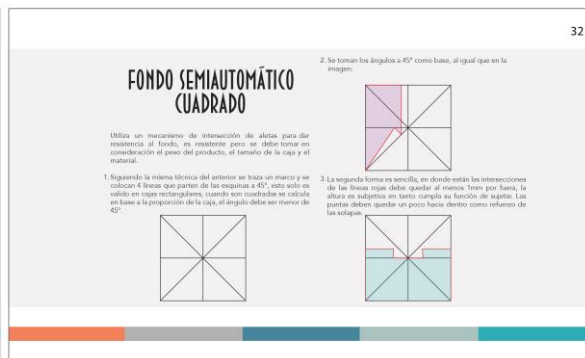 32
FONDO SEMIAUTOMÁTICO
CUADRADO
Utiliza un mecanismo de intersección de aletas para dar
resistencia al fondo, es resistente pero se debe tomar en
consideración el peso del producto, el tamaño de la caja y el
material.
1. Siguiendo la misma técnica del anterior se traza un marco y se
colocan 4 líneas que parten de las esquinas a 45°, esto solo es
valido en cajas rectangulares, cuando son cuadradas se calcula
en base a la proporción de la caja, el ángulo debe ser menor de
45°.
2. Se toman los ángulos a 45° como base, al igual que en la
imagen:
3. La segunda forma es sencilla, en donde están las intersecciones
de las líneas rojas debe quedar al menos 1mm por fuera, la
altura es subjetiva en tanto cumpla su función de sujetar. Las
puntas deben quedar un poco hacia dentro como refuerzo de
las solapas.